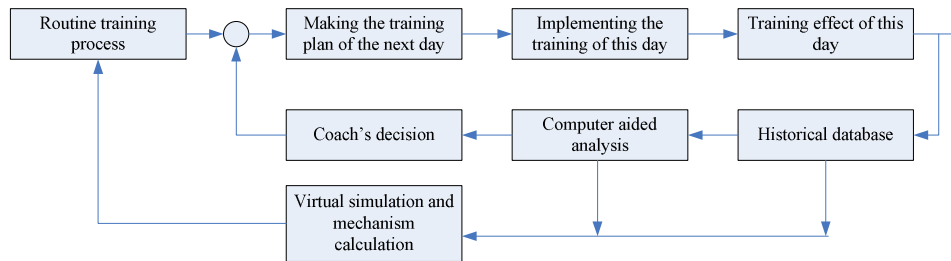 Routine training
process
Making the training
plan of the next day
Implementing the
training of this day
Training effect of this
day
Coach's decision
Computer aided
analysis
Historical database
Virtual simulation and
mechanism
calculation